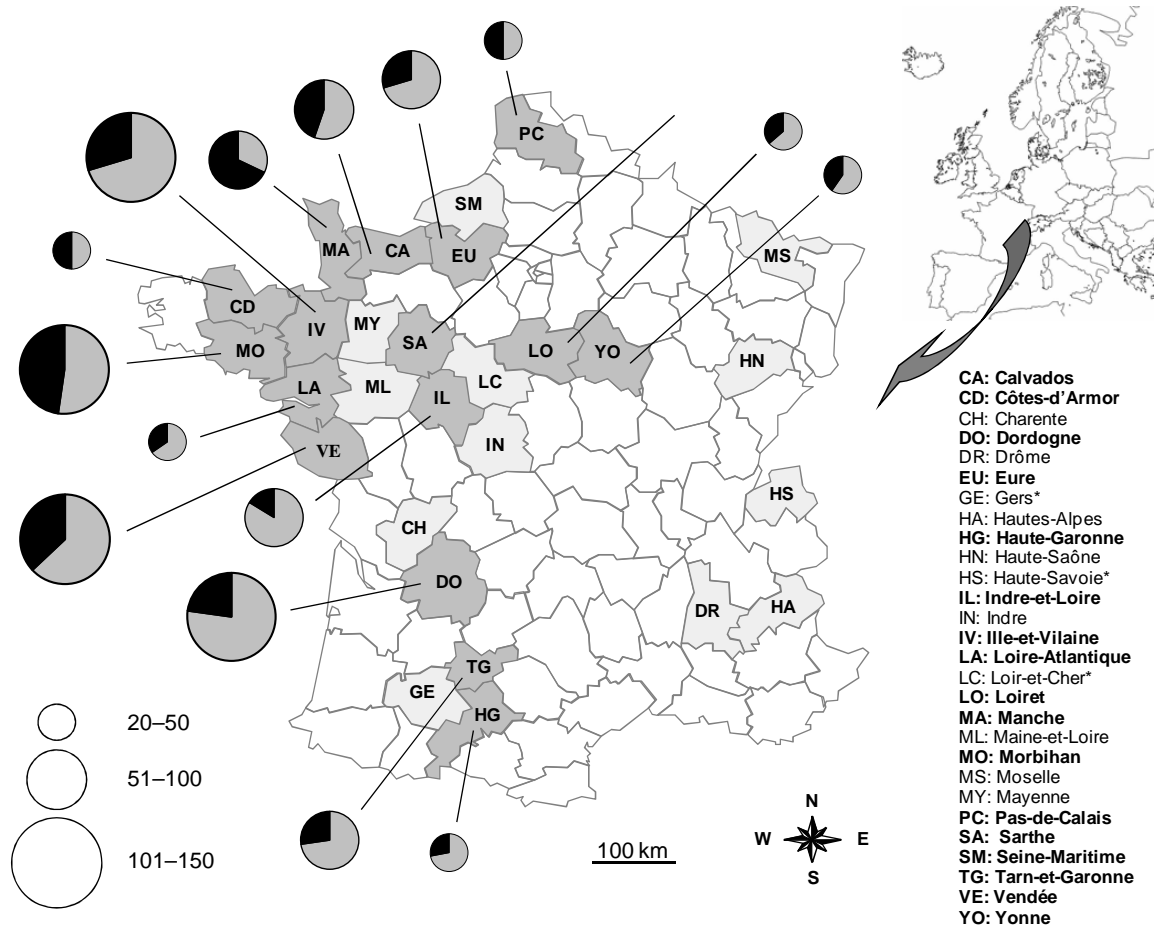 PC
SM
MA
CA
EU
MS
CD
IV
MY
SA
MO
LO
YO
HN
LA
ML
IL
LC
VE
IN
HS
CH
DO
DR
HA
TG
GE
HG
20–50
51–100
101–150
100 km
N
W
E
S
CA: Calvados
CD: Côtes-d'Armor
CH: Charente
DO: Dordogne
DR: Drôme
EU: Eure
GE: Gers*
HA: Hautes-Alpes
HG: Haute-Garonne
HN: Haute-Saône
HS: Haute-Savoie*
IL: Indre-et-Loire
IN: Indre
IV: Ille-et-Vilaine
LA: Loire-Atlantique
LC: Loir-et-Cher*
LO: Loiret
MA: Manche
ML: Maine-et-Loire
MO: Morbihan
MS: Moselle
MY: Mayenne
PC: Pas-de-Calais
SA: Sarthe
SM: Seine-Maritime
TG: Tarn-et-Garonne
VE: Vendée
YO: Yonne